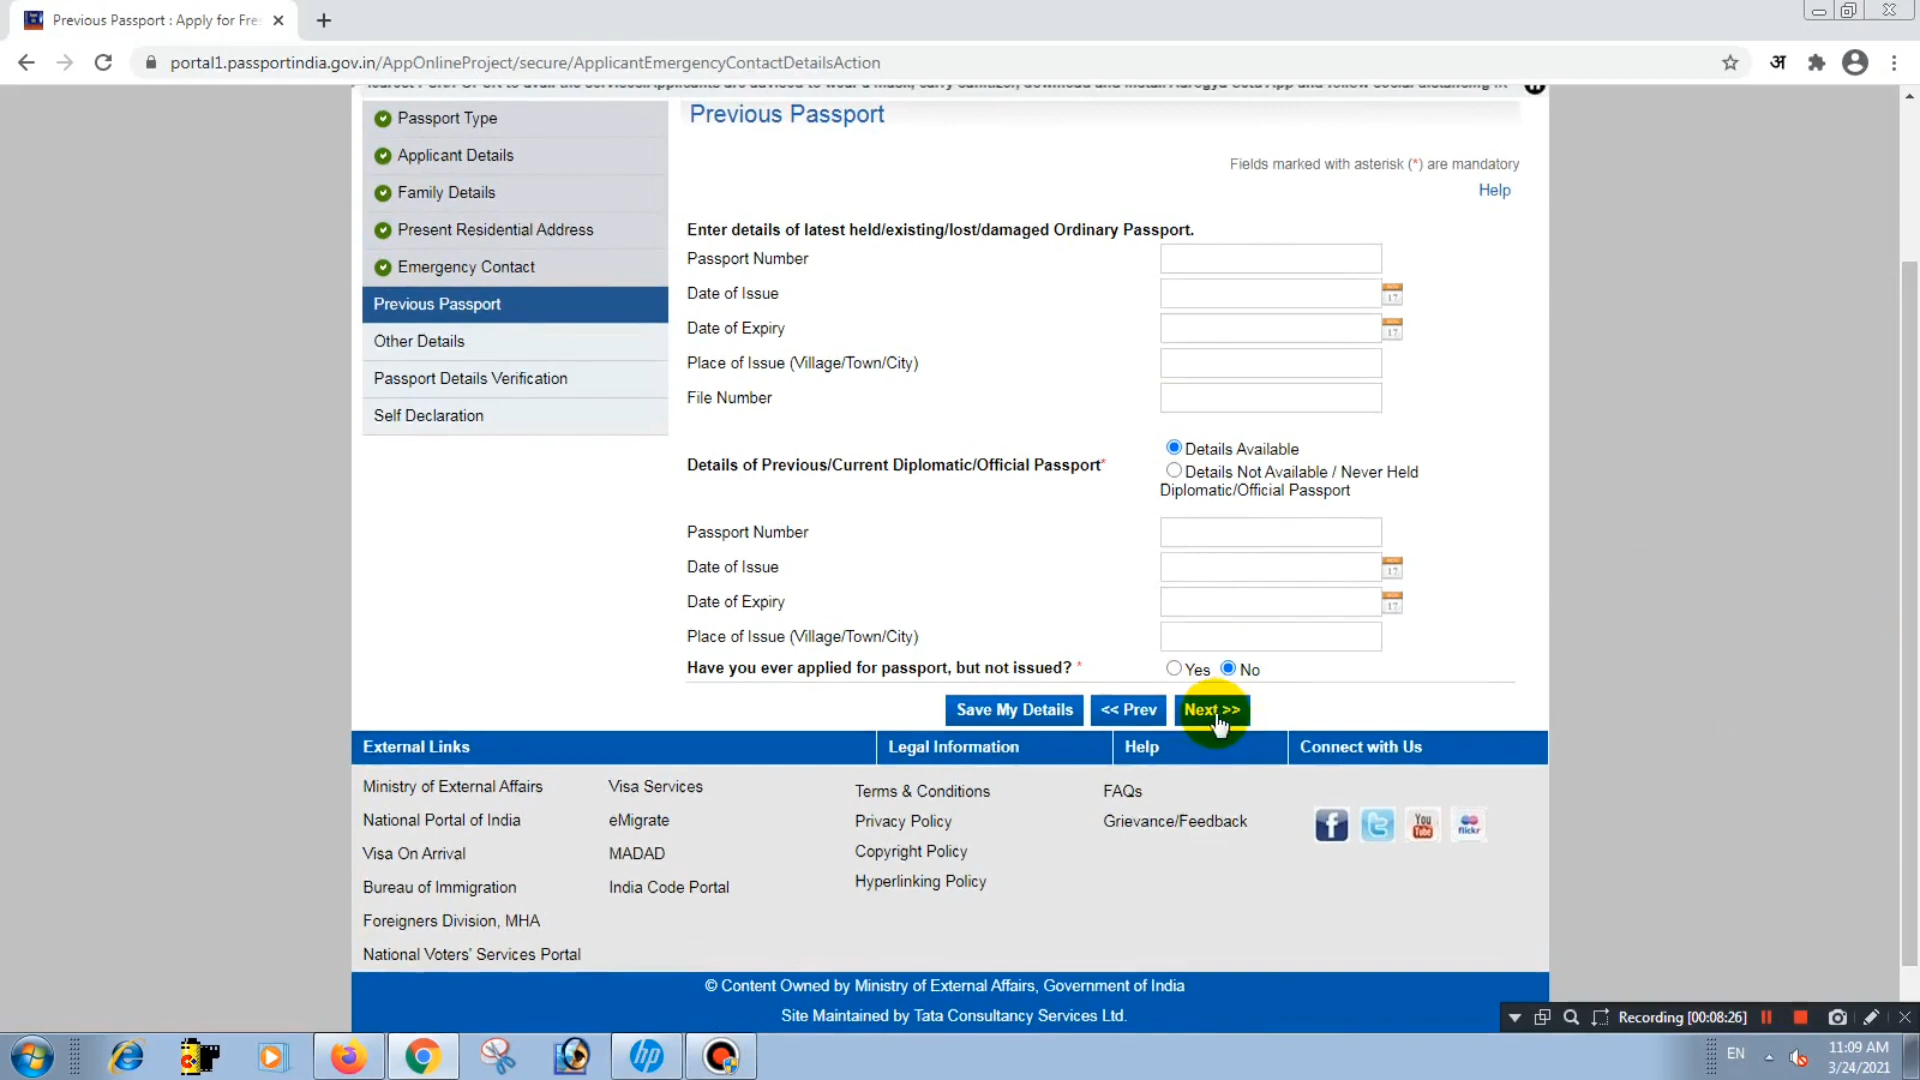 Previous Passport : Apply for Fre
portal1.passportindia.gov.in/AppOnlineProject/secure/ApplicantEmergencyContactDetailsAction
अ
Passport Type
Applicant Details
Family Details
Present Residential Address
Emergency Contact
Previous Passport
Other Details
Passport Details Verification
Self Declaration
Previous Passport
Fields marked with asterisk (*) are mandatory
Help
Enter details of latest held/existing/lost/damaged Ordinary Passport.
Passport Number
Date of Issue
Date of Expiry
Place of Issue (Village/Town/City)
File Number
Details of Previous/Current Diplomatic/Official Passport*
Details Available
Details Not Available / Never Held
Diplomatic/Official Passport
Passport Number
Date of Issue
Date of Expiry
Place of Issue (Village/Town/City)
Have you ever applied for passport, but not issued? *
Yes No
Save My Details << Prev Next >>
External Links Legal Information Help Connect with Us
Ministry of External Affairs
National Portal of India
Visa On Arrival
Bureau of Immigration
Foreigners Division, MHA
National Voters' Services Portal
Visa Services
eMigrate
MADAD
India Code Portal
Terms & Conditions
Privacy Policy
Copyright Policy
Hyperlinking Policy
FAQs
Grievance/Feedback
You
Tube
flickr
© Content Owned by Ministry of External Affairs, Government of India
Site Maintained by Tata Consultancy Services Ltd.
Recording [00:08:26]
hp
EN
11:09 AM
3/24/2021